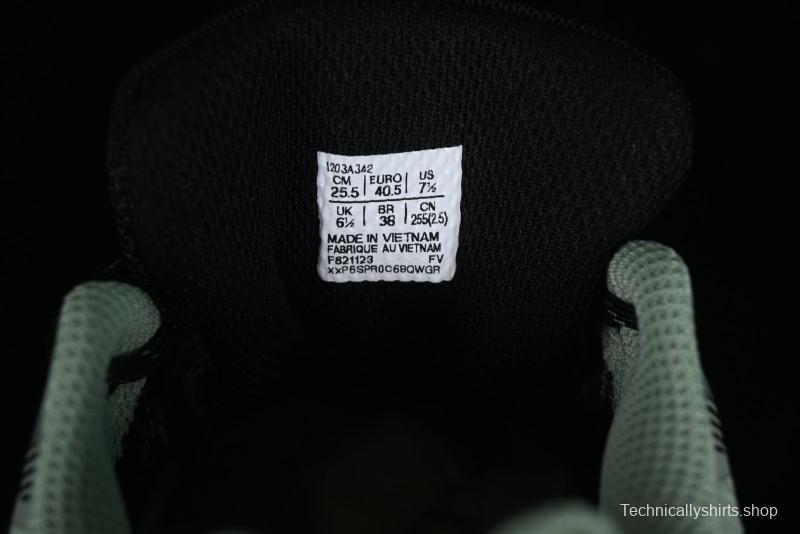 1203A342
CM | EURO | US
25.5 | 40.5 | 7½
UK | BR | CN
6½ | 38 | 255(2.5)
MADE IN VIETNAM
FABRIQUE AU VIETNAM
F821123 FV
XXP6SPR0C6BQWGR
Technicallyshirts.shop